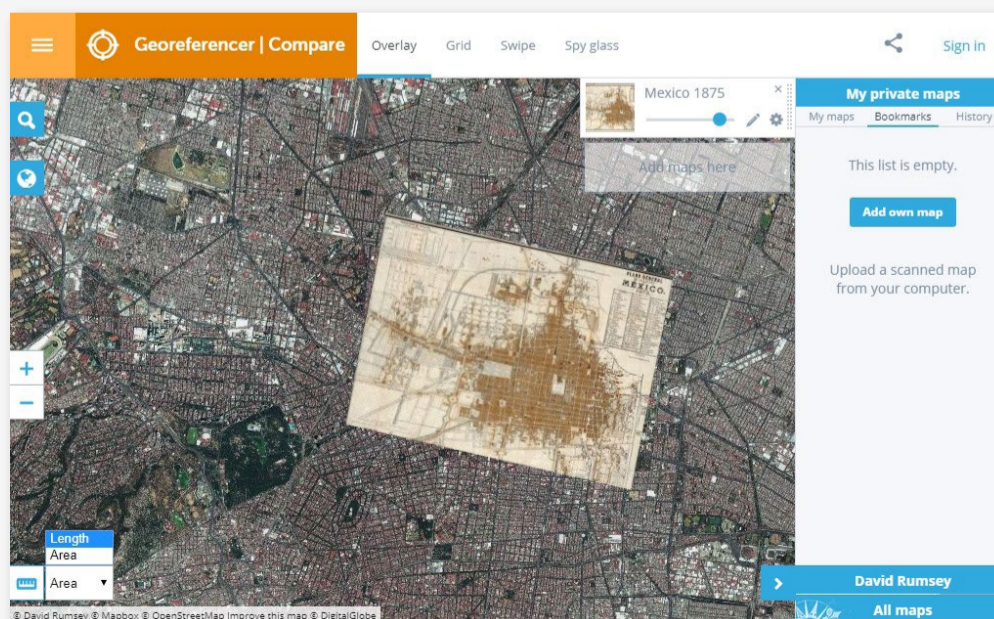 Georeferencer | Compare
Overlay Grid Swipe Spy glass
Sign in
Mexico 1875
Add maps here
My private maps
My maps Bookmarks History
This list is empty.
Add own map
Upload a scanned map
from your computer.
PLANO GENERAL
MEXICO.
Length
Area
Area
David Rumsey
All maps
© David Rumsey © Mapbox © OpenStreetMap Improve this map © DigitalGlobe